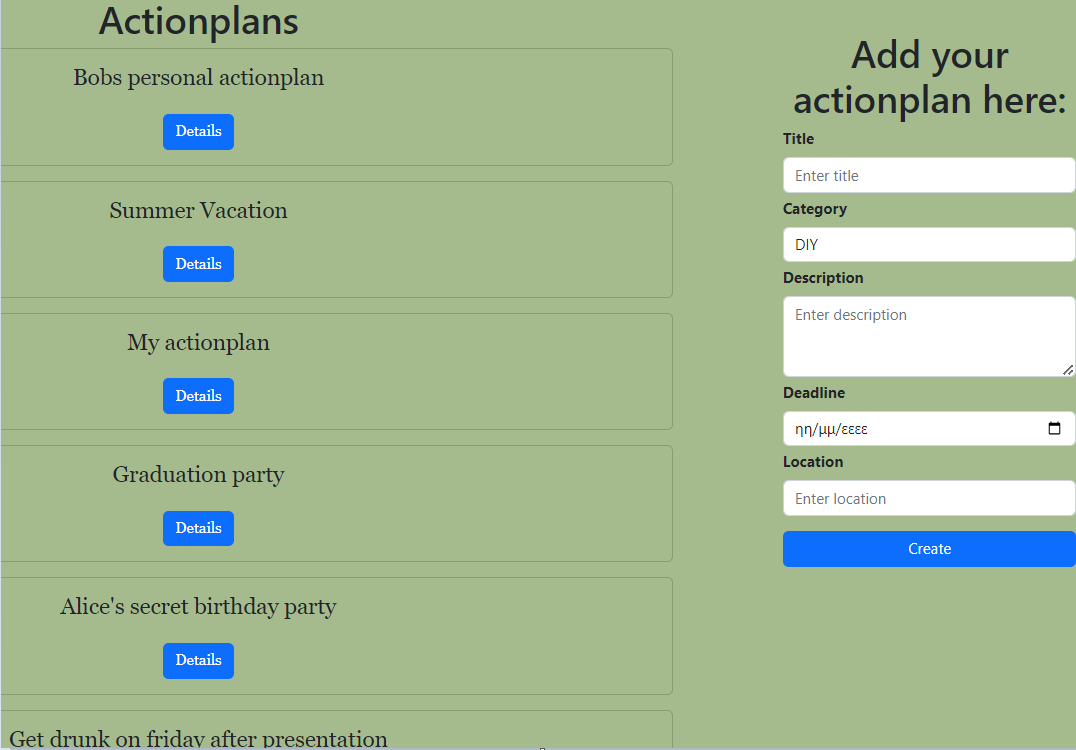 Actionplans
Bobs personal actionplan
Details
Summer Vacation
Details
My actionplan
Details
Graduation party
Details
Alice's secret birthday party
Details
Get drunk on friday after presentation
Add your
actionplan here:
Title
Enter title
Category
DIY
Description
Enter description
Deadline
ηη/μμ/εεεε
Location
Enter location
Create